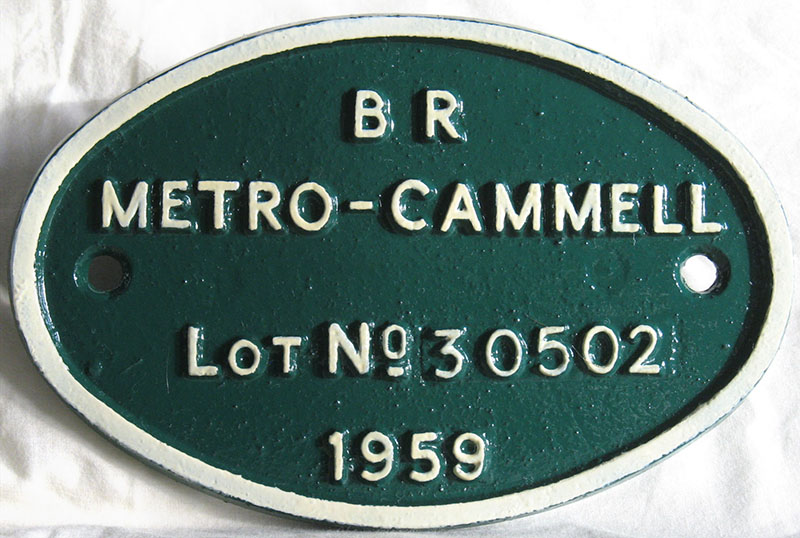 B R
METRO-CAMMELL
LOT Nº 30502
1959